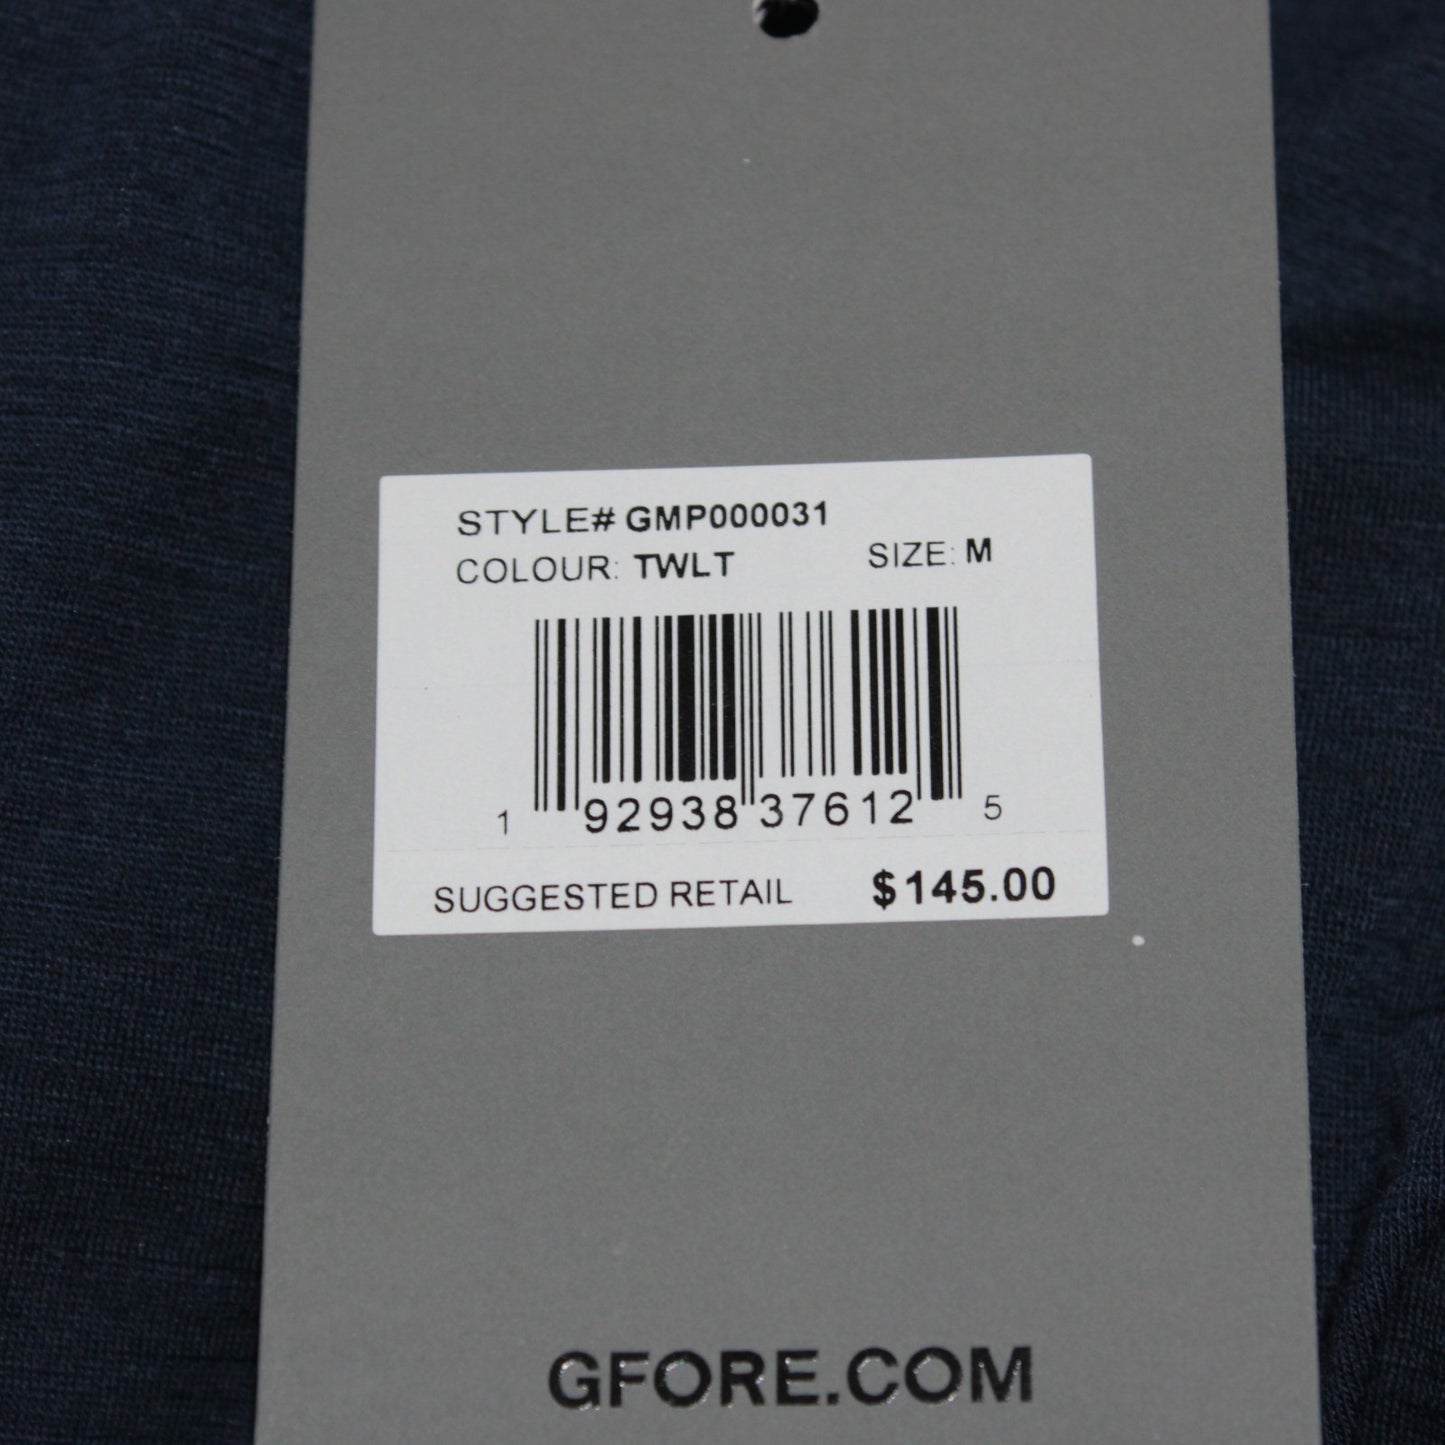 STYLE# GMP000031
COLOUR: TWLT SIZE: M
1 92938 37612 5
SUGGESTED RETAIL $145.00
GFORE.COM